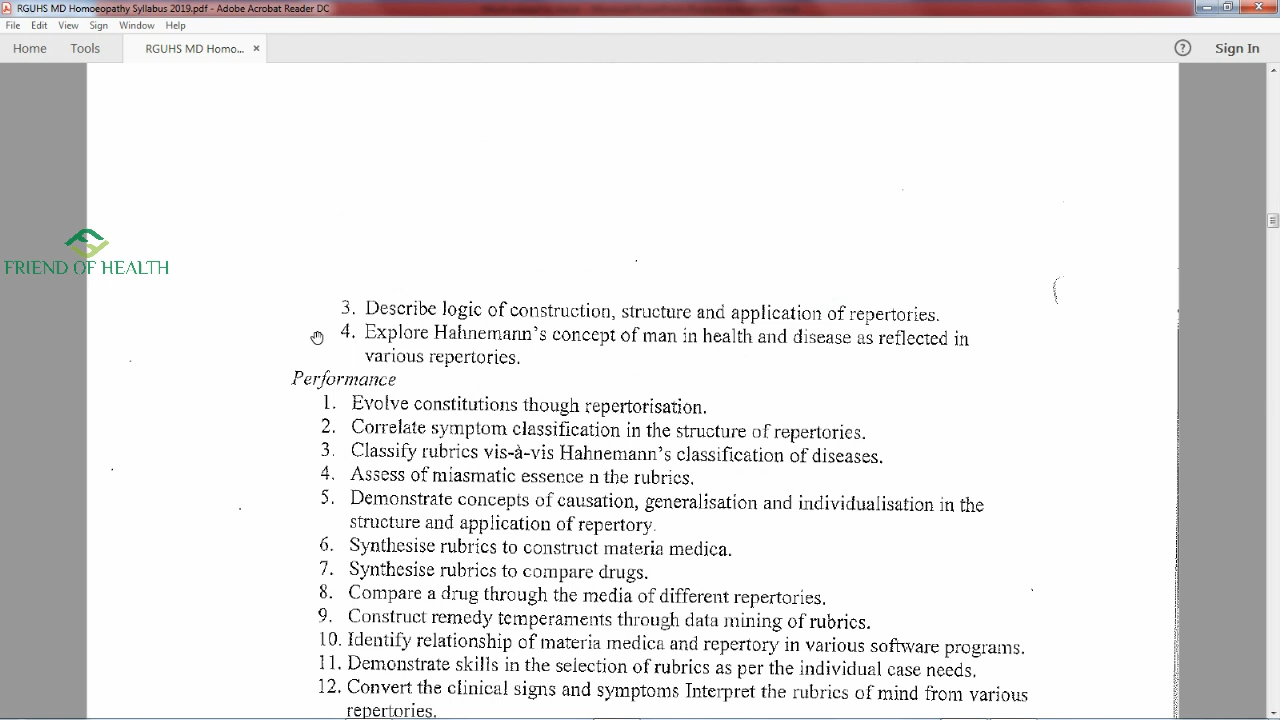 RGUHS MD Homoeopathy Syllabus 2019.pdf - Adobe Acrobat Reader DC
File Edit View Sign Window Help
Home Tools RGUHS MD Homo... × ? Sign In
FRIEND OF HEALTH
3. Describe logic of construction, structure and application of repertories.
4. Explore Hahnemann's concept of man in health and disease as reflected in
various repertories.
Performance
1. Evolve constitutions though repertorisation.
2. Correlate symptom classification in the structure of repertories.
3. Classify rubrics vis-à-vis Hahnemann's classification of diseases.
4. Assess of miasmatic essence n the rubrics.
5. Demonstrate concepts of causation, generalisation and individualisation in the
structure and application of repertory.
6. Synthesise rubrics to construct materia medica.
7. Synthesise rubrics to compare drugs.
8. Compare a drug through the media of different repertories.
9. Construct remedy temperaments through data mining of rubrics.
10. Identify relationship of materia medica and repertory in various software programs.
11. Demonstrate skills in the selection of rubrics as per the individual case needs.
12. Convert the clinical signs and symptoms Interpret the rubrics of mind from various
repertories.